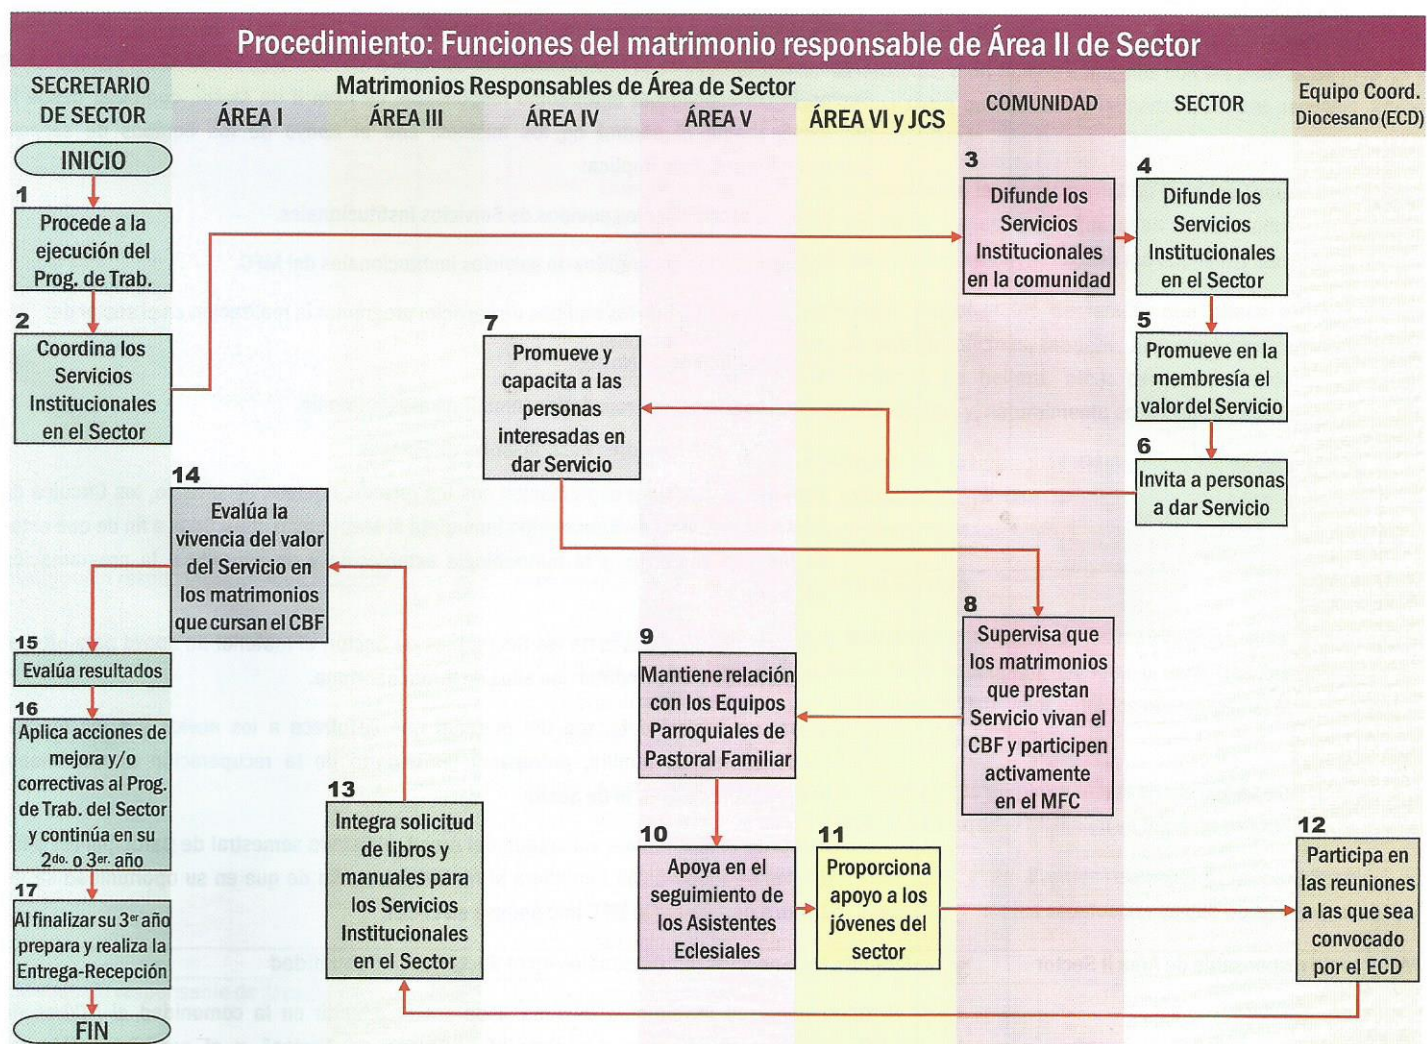 Procedimiento: Funciones del matrimonio responsable de Área II de Sector
SECRETARIO
DE SECTOR
Matrimonios Responsables de Área de Sector
ÁREA I
ÁREA III
ÁREA IV
ÁREA V
ÁREA VI y JCS
COMUNIDAD
SECTOR
Equipo Coord.
Diocesano (ECD)
INICIO
1
Procede a la
ejecución del
Prog. de Trab.
2
Coordina los
Servicios
Institucionales
en el Sector
3
Difunde los
Servicios
Institucionales
en la comunidad
4
Difunde los
Servicios
Institucionales
en el Sector
5
Promueve en la
membresía el
valor del Servicio
6
Invita a personas
a dar Servicio
7
Promueve y
capacita a las
personas
interesadas en
dar Servicio
8
Supervisa que
los matrimonios
que prestan
Servicio vivan el
CBF y participen
activamente
en el MFC
9
Mantiene relación
con los Equipos
Parroquiales de
Pastoral Familiar
10
Apoya en el
seguimiento de
los Asistentes
Eclesiales
11
Proporciona
apoyo a los
jóvenes del
sector
12
Participa en
las reuniones
a las que sea
convocado
por el ECD
13
Integra solicitud
de libros y
manuales para
los Servicios
Institucionales
en el Sector
14
Evalúa la
vivencia del valor
del Servicio en
los matrimonios
que cursan el CBF
15
Evalúa resultados
16
Aplica acciones de
mejora y/o
correctivas al Prog.
de Trab. del Sector
y continúa en su
2do. o 3er. año
17
Al finalizar su 3er año
prepara y realiza la
Entrega-Recepción
FIN